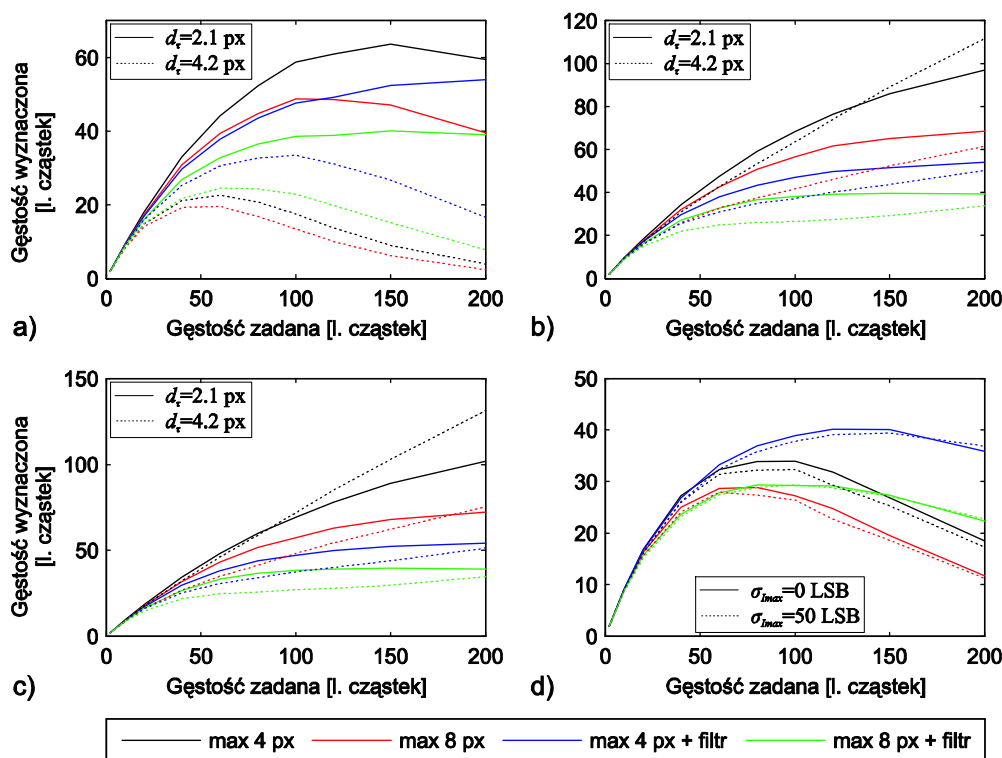 d_τ=2.1 px
d_τ=4.2 px
Gęstość wyznaczona
[l. cząstek]
60
40
20
0
0 50 100 150 200
Gęstość zadana [l. cząstek]
a)
d_τ=2.1 px
d_τ=4.2 px
120
100
80
60
40
20
0
0 50 100 150 200
Gęstość zadana [l. cząstek]
b)
d_τ=2.1 px
d_τ=4.2 px
Gęstość wyznaczona
[l. cząstek]
150
100
50
0
0 50 100 150 200
Gęstość zadana [l. cząstek]
c)
50
40
30
20
10
0
σ_Imax=0 LSB
σ_Imax=50 LSB
0 50 100 150 200
Gęstość zadana [l. cząstek]
d)
max 4 px max 8 px max 4 px + filtr max 8 px + filtr